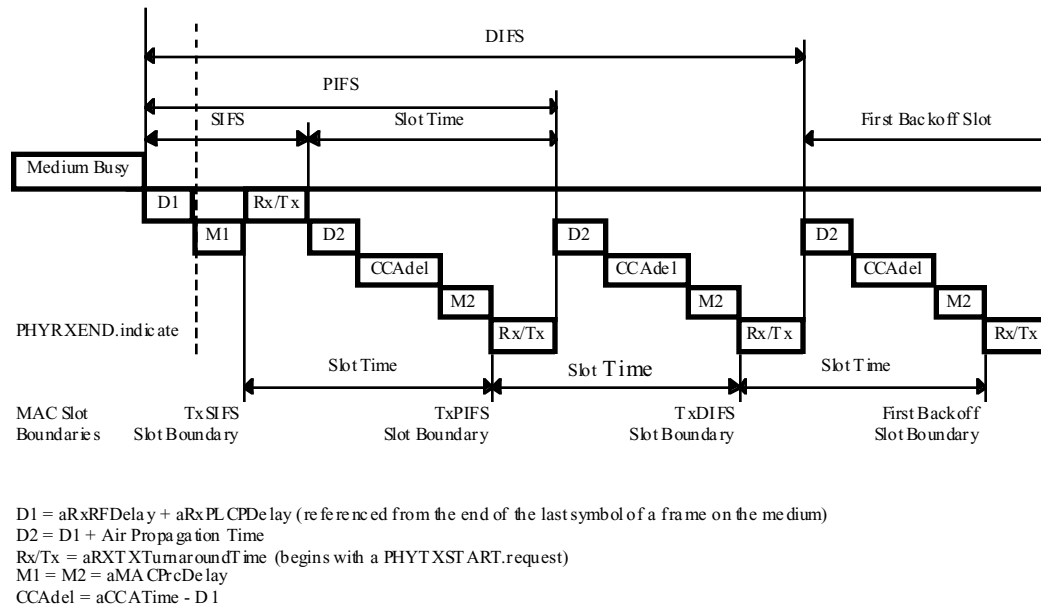 DIFS
PIFS
SIFS Slot Time First Backoff Slot
Medium Busy
D1 Rx/Tx
M1 D2 D2 D2
CCAdel CCAdel CCAdel
M2 M2 M2
PHYRXEND.indicate Rx/Tx Rx/Tx Rx/Tx
Slot Time Slot Time Slot Time
MAC Slot TxSIFS TxPIFS TxDIFS First Backoff
Boundaries Slot Boundary Slot Boundary Slot Boundary Slot Boundary
D1 = aRxRFDelay + aRxPLCPDelay (referenced from the end of the last symbol of a frame on the medium)
D2 = D1 + Air Propagation Time
Rx/Tx = aRXTXTurnaroundTime (begins with a PHYTXSTART.request)
M1 = M2 = aMACPrcDelay
CCAdel = aCCATime - D1